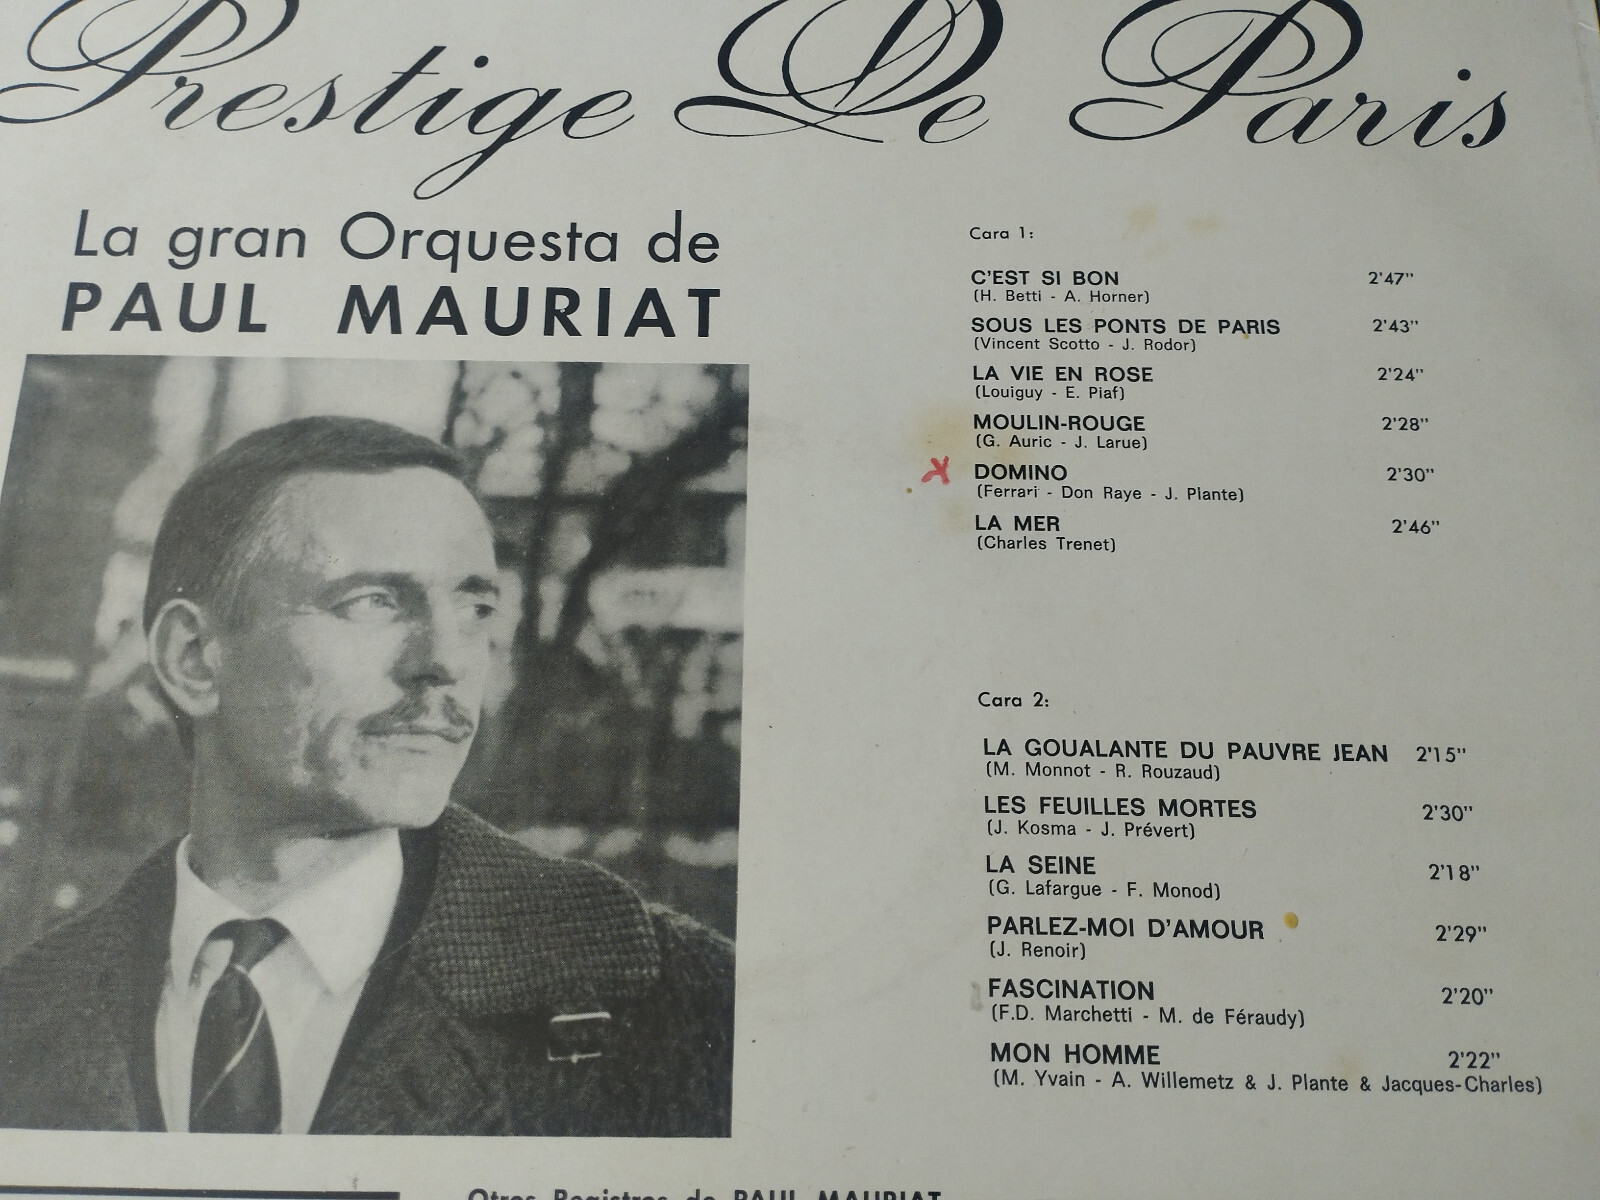 Prestige De Paris
La gran Orquesta de
PAUL MAURIAT
Cara 1:
C'EST SI BON 2'47"
(H. Betti - A. Horner)
SOUS LES PONTS DE PARIS 2'43"
(Vincent Scotto - J. Rodor)
LA VIE EN ROSE 2'24"
(Louiguy - E. Piaf)
MOULIN-ROUGE 2'28"
(G. Auric - J. Larue)
DOMINO 2'30"
(Ferrari - Don Raye - J. Plante)
LA MER 2'46"
(Charles Trenet)
Cara 2:
LA GOUALANTE DU PAUVRE JEAN 2'15"
(M. Monnot - R. Rouzaud)
LES FEUILLES MORTES 2'30"
(J. Kosma - J. Prévert)
LA SEINE 2'18"
(G. Lafargue - F. Monod)
PARLEZ-MOI D'AMOUR 2'29"
(J. Renoir)
FASCINATION 2'20"
(F.D. Marchetti - M. de Féraudy)
MON HOMME 2'22"
(M. Yvain - A. Willemetz & J. Plante & Jacques-Charles)
Otros Registros de PAUL MAURIAT